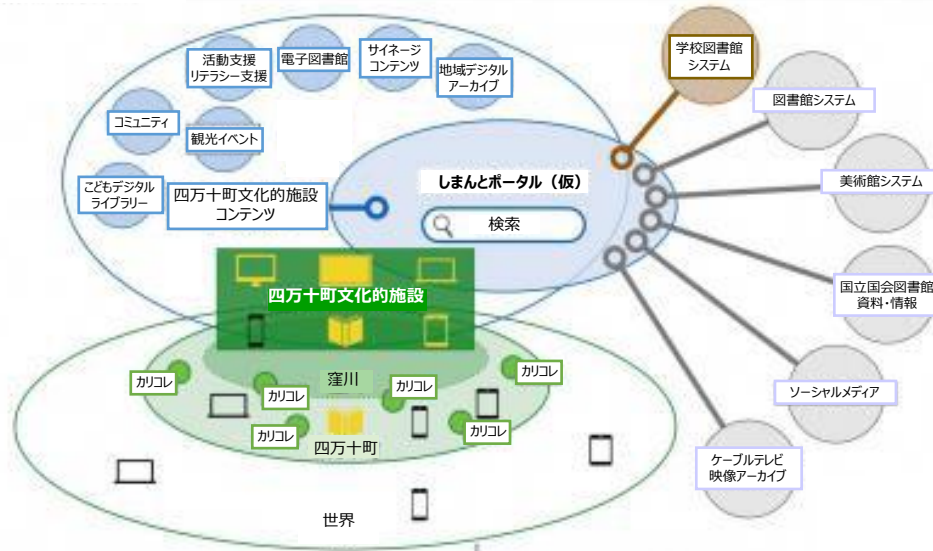 活動支援
リテラシー支援
電子図書館
サイネージ
コンテンツ
地域デジタル
アーカイブ
コミュニティ
観光イベント
こどもデジタル
ライブラリー
四万十町文化的施設
コンテンツ
しまんとポータル（仮）
検索
学校図書館
システム
図書館システム
美術館システム
国立国会図書館
資料・情報
ソーシャルメディア
ケーブルテレビ
映像アーカイブ
四万十町文化的施設
窪川
カリコレ
カリコレ
カリコレ
カリコレ
カリコレ
カリコレ
四万十町
世界